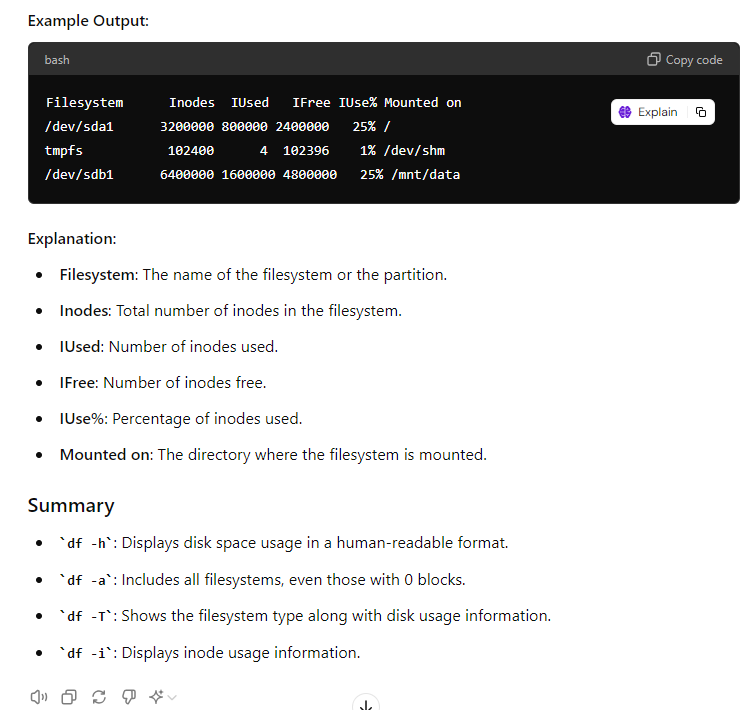 Example Output:
bash Copy code
Filesystem Inodes IUsed IFree IUse% Mounted on
Explain
/dev/sda1 3200000 800000 2400000 25% /
tmpfs 102400 4 102396 1% /dev/shm
/dev/sdb1 6400000 1600000 4800000 25% /mnt/data
Explanation:
• Filesystem: The name of the filesystem or the partition.
• Inodes: Total number of inodes in the filesystem.
• IUsed: Number of inodes used.
• IFree: Number of inodes free.
• IUse%: Percentage of inodes used.
• Mounted on: The directory where the filesystem is mounted.
Summary
• `df -h`: Displays disk space usage in a human-readable format.
• `df -a`: Includes all filesystems, even those with 0 blocks.
• `df -T`: Shows the filesystem type along with disk usage information.
• `df -i`: Displays inode usage information.